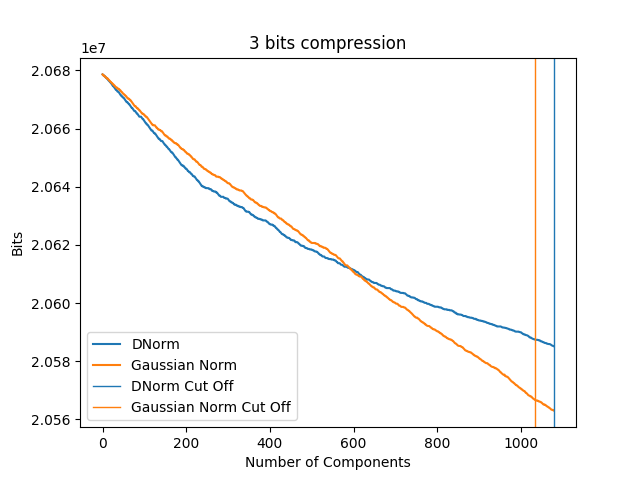 3 bits compression
1e7
2.068
2.066
2.064
2.062
2.060
2.058
2.056
Bits
DNorm
Gaussian Norm
DNorm Cut Off
Gaussian Norm Cut Off
0 200 400 600 800 1000
Number of Components